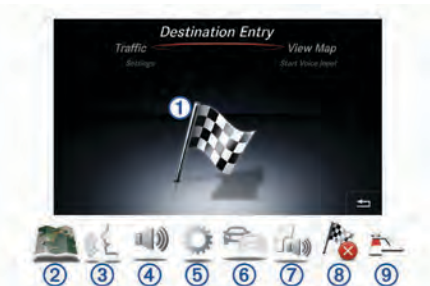 Destination Entry
Traffic
View Map
Settings
Start Voice Input
1
2 3 4 5 6 7 8 9